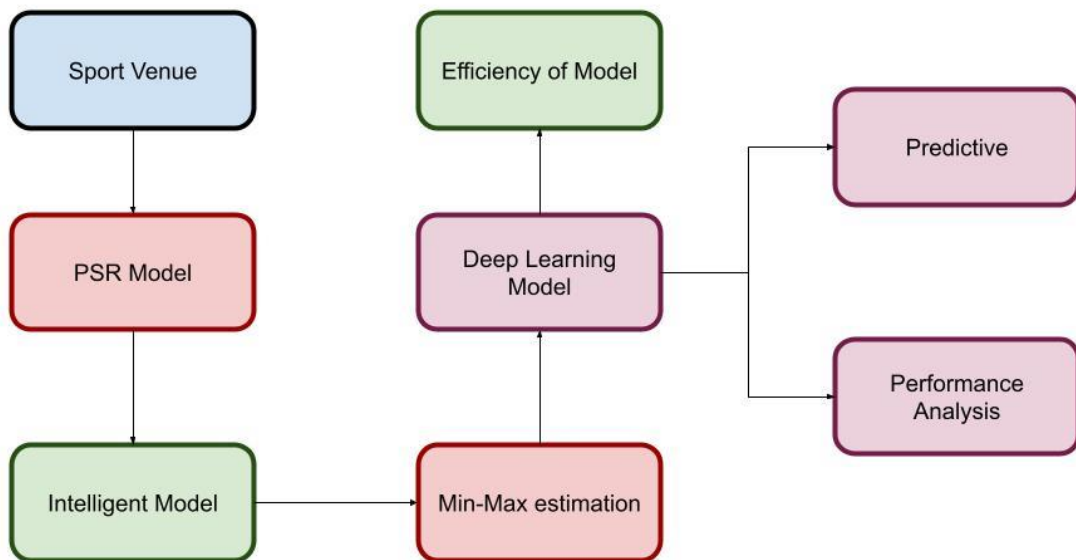 Sport Venue
Efficiency of Model
Predictive
PSR Model
Deep Learning
Model
Performance
Analysis
Intelligent Model
Min-Max estimation